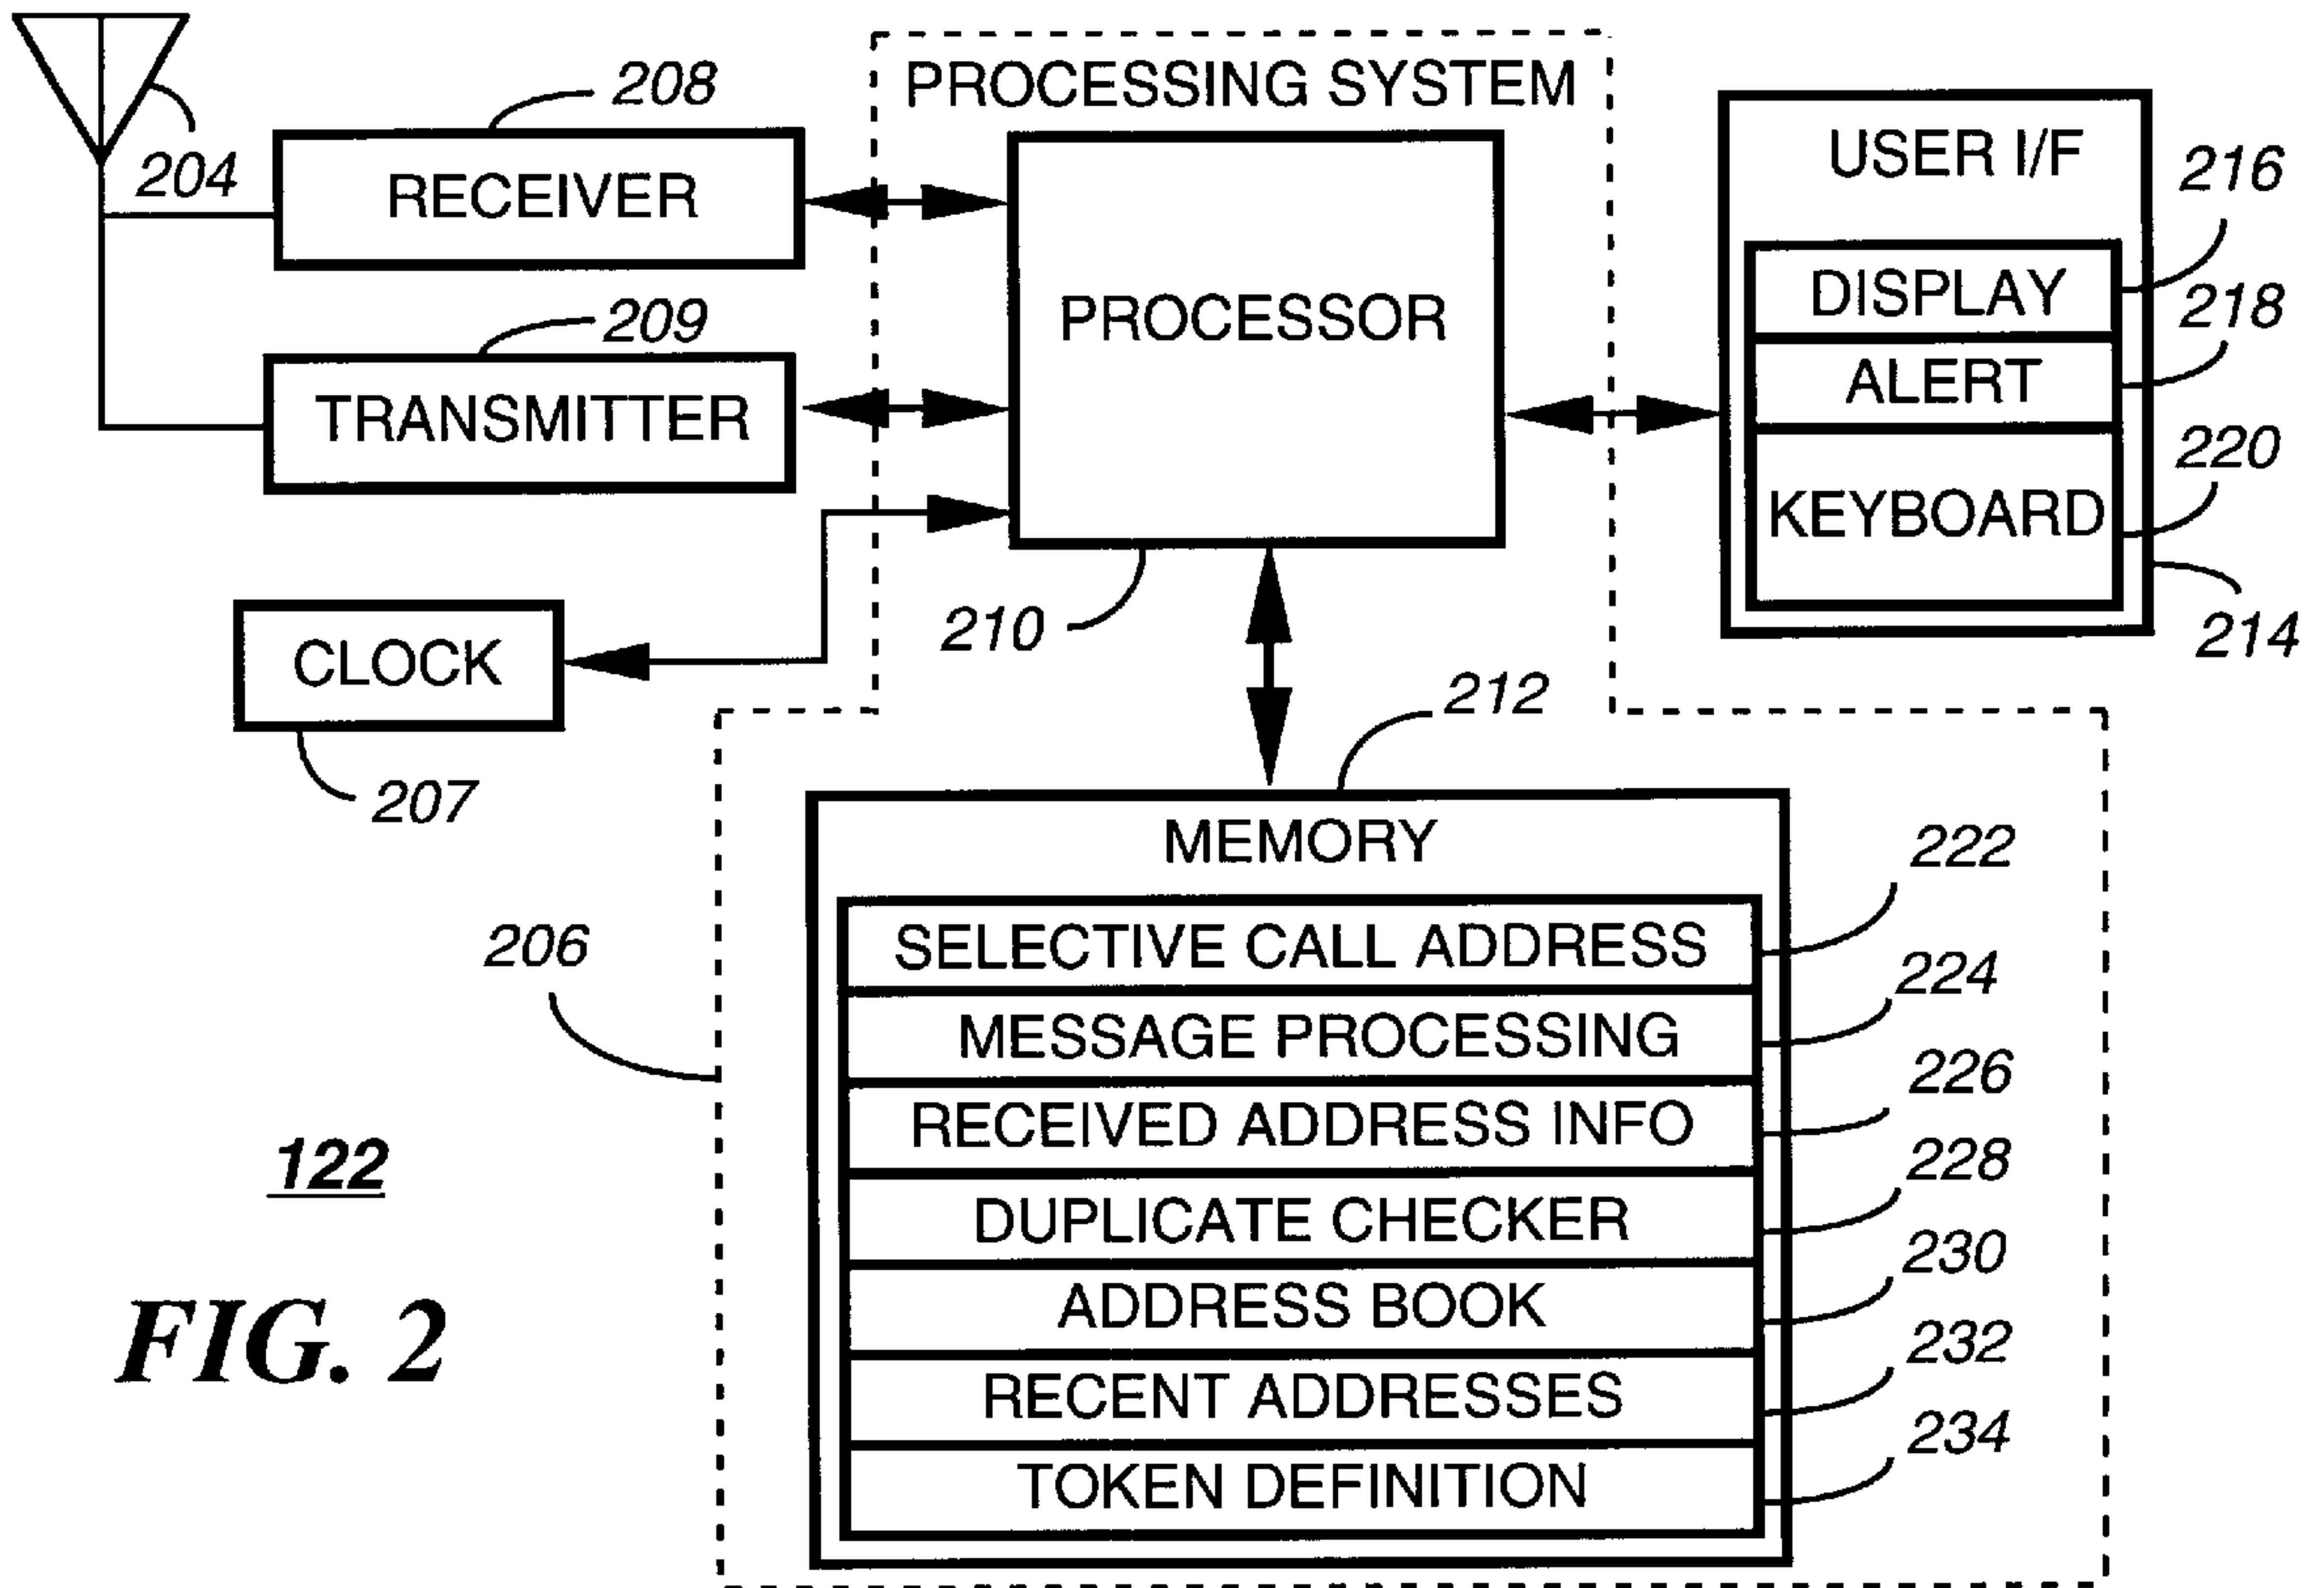 208
PROCESSING SYSTEM
204
RECEIVER
USER I/F
216
DISPLAY
218
209
PROCESSOR
ALERT
TRANSMITTER
220
KEYBOARD
210
214
CLOCK
212
207
MEMORY
222
SELECTIVE CALL ADDRESS
206
224
MESSAGE PROCESSING
226
RECEIVED ADDRESS INFO
122
228
DUPLICATE CHECKER
230
ADDRESS BOOK
FIG. 2
232
RECENT ADDRESSES
234
TOKEN DEFINITION